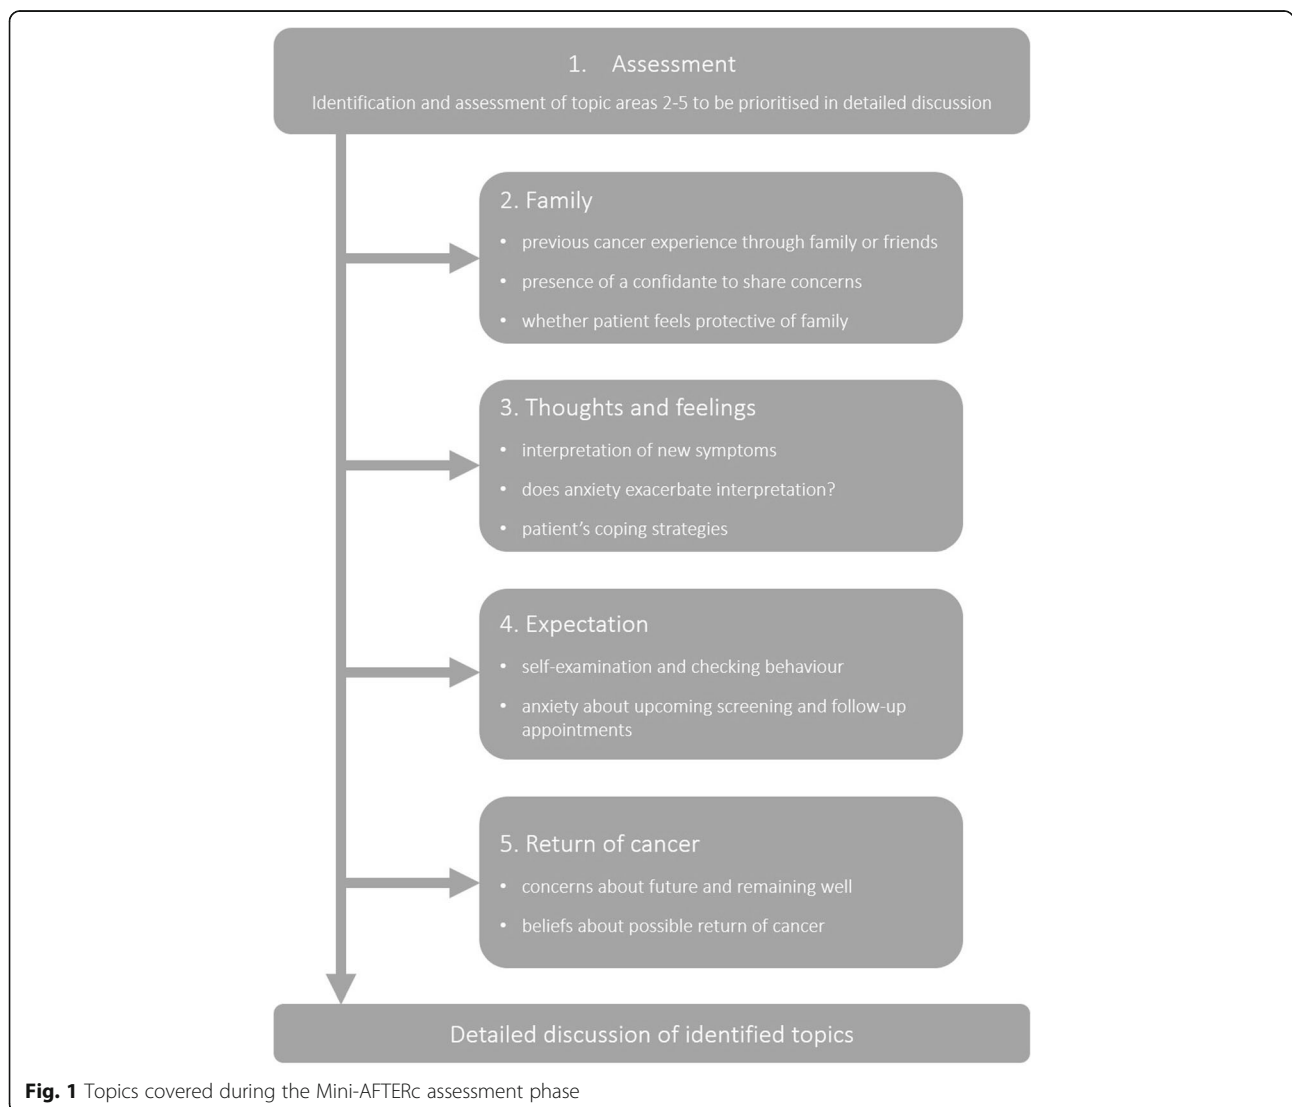 1. Assessment
Identification and assessment of topic areas 2-5 to be prioritised in detailed discussion
2. Family
• previous cancer experience through family or friends
• presence of a confidante to share concerns
• whether patient feels protective of family
3. Thoughts and feelings
• interpretation of new symptoms
• does anxiety exacerbate interpretation?
• patient’s coping strategies
4. Expectation
• self-examination and checking behaviour
• anxiety about upcoming screening and follow-up
appointments
5. Return of cancer
• concerns about future and remaining well
• beliefs about possible return of cancer
Detailed discussion of identified topics
Fig. 1 Topics covered during the Mini-AFTERc assessment phase